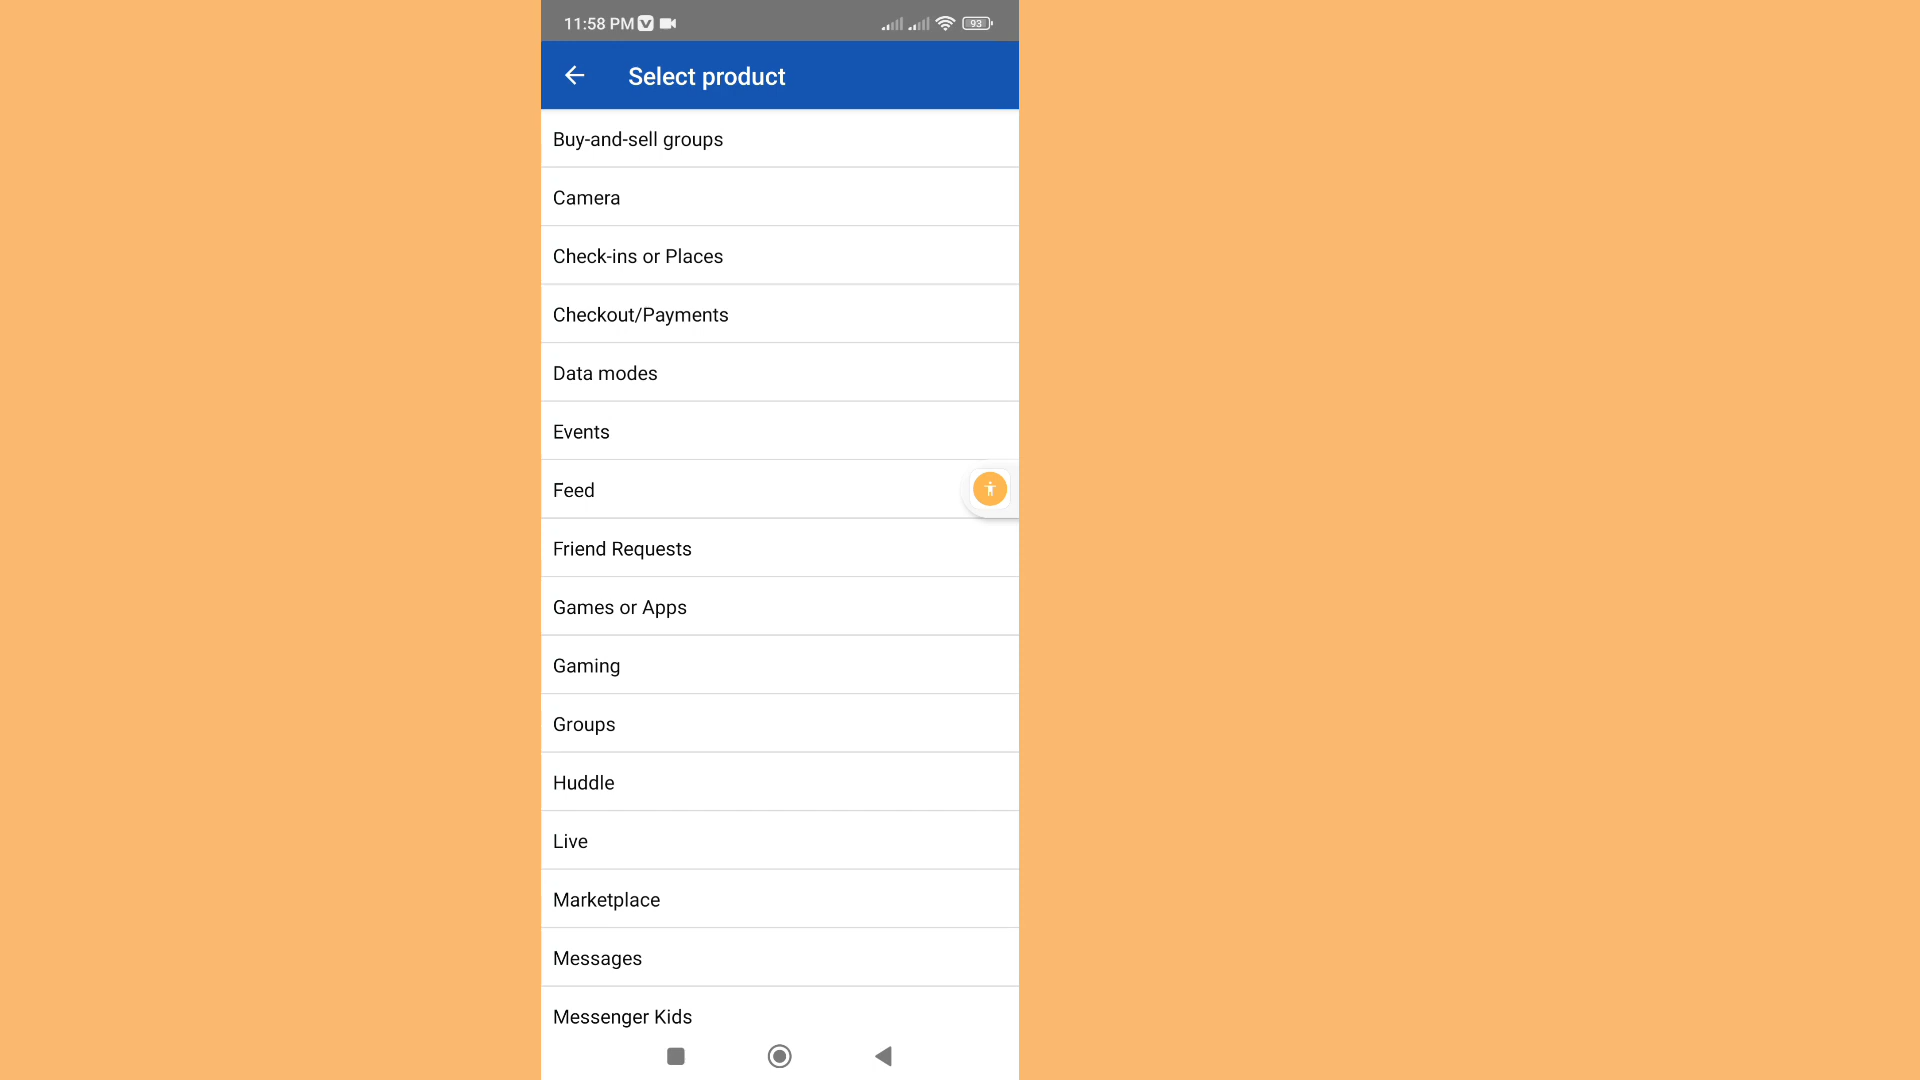 11:58 PM
93
Select product
Buy-and-sell groups
Camera
Check-ins or Places
Checkout/Payments
Data modes
Events
Feed
Friend Requests
Games or Apps
Gaming
Groups
Huddle
Live
Marketplace
Messages
Messenger Kids